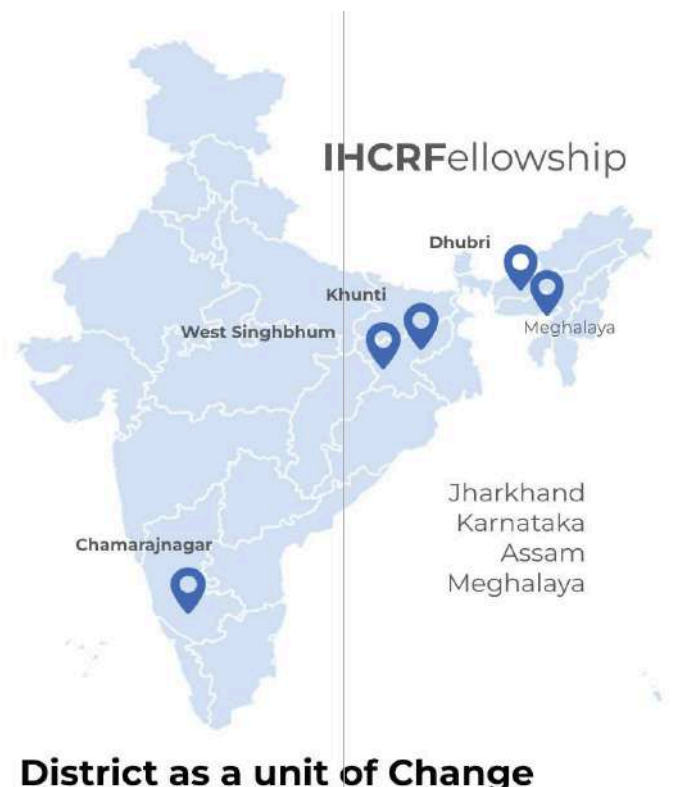 IHCRFellowship
Dhubri
Khunti
Meghalaya
West Singhbhum
Jharkhand
Karnataka
Assam
Meghalaya
Chamarajnagar
District as a unit of Change